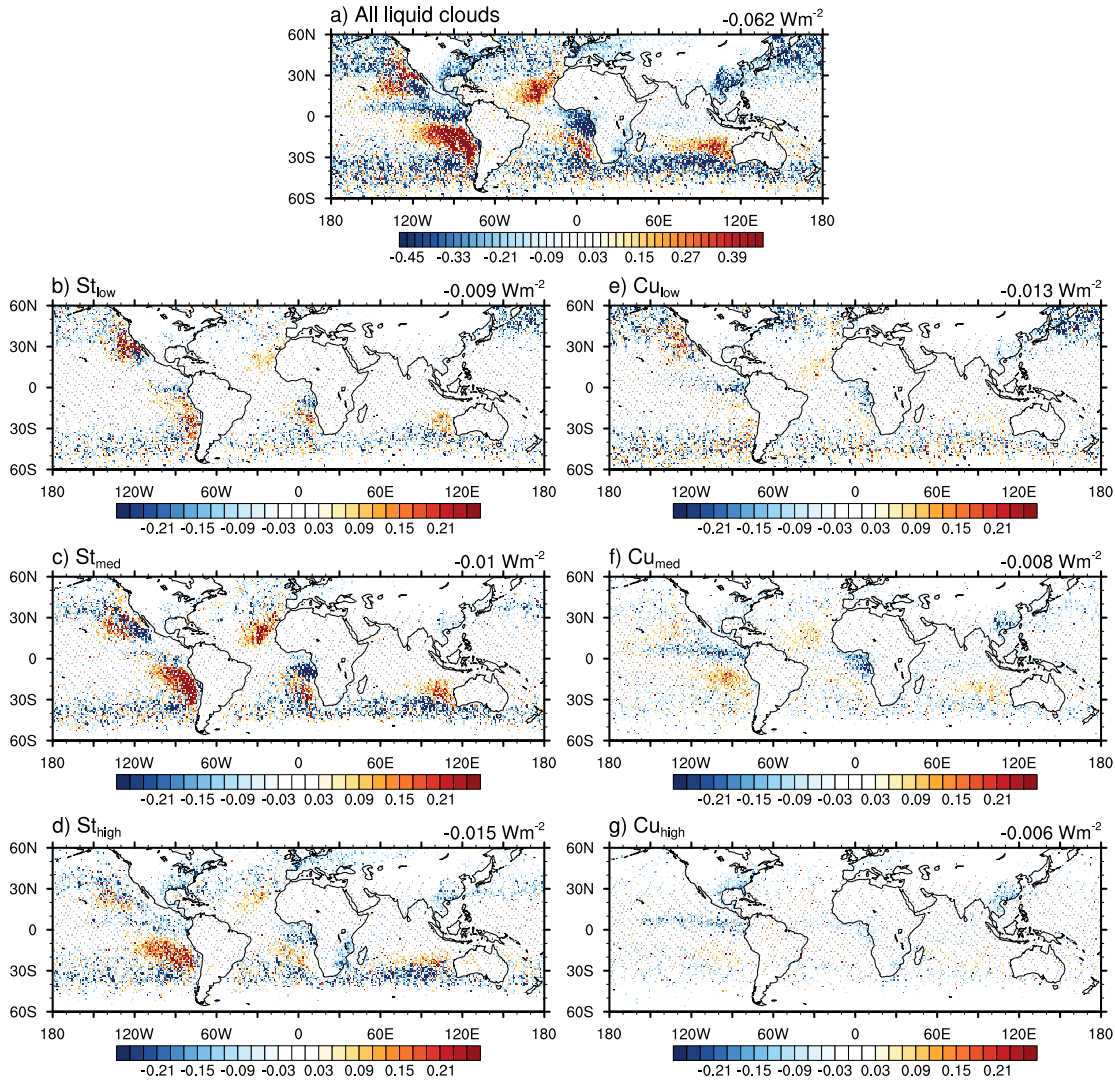 a) All liquid clouds -0.062 Wm-2
60N
30N
0
30S
60S
180 120W 60W 0 60E 120E 180
-0.45 -0.33 -0.21 -0.09 0.03 0.15 0.27 0.39
b) Stlow -0.009 Wm-2
60N
30N
0
30S
60S
180 120W 60W 0 60E 120E 180
-0.21 -0.15 -0.09 -0.03 0.03 0.09 0.15 0.21
e) Culow -0.013 Wm-2
60N
30N
0
30S
60S
180 120W 60W 0 60E 120E 180
-0.21 -0.15 -0.09 -0.03 0.03 0.09 0.15 0.21
c) Stmed -0.01 Wm-2
60N
30N
0
30S
60S
180 120W 60W 0 60E 120E 180
-0.21 -0.15 -0.09 -0.03 0.03 0.09 0.15 0.21
f) Cumed -0.008 Wm-2
60N
30N
0
30S
60S
180 120W 60W 0 60E 120E 180
-0.21 -0.15 -0.09 -0.03 0.03 0.09 0.15 0.21
d) Sthigh -0.015 Wm-2
60N
30N
0
30S
60S
180 120W 60W 0 60E 120E 180
-0.21 -0.15 -0.09 -0.03 0.03 0.09 0.15 0.21
g) Cuhigh -0.006 Wm-2
60N
30N
0
30S
60S
180 120W 60W 0 60E 120E 180
-0.21 -0.15 -0.09 -0.03 0.03 0.09 0.15 0.21